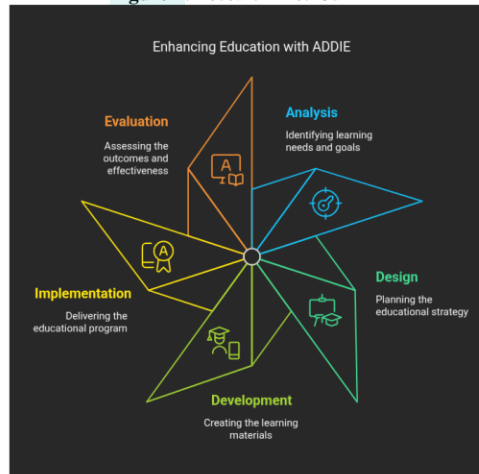 Enhancing Education with ADDIE
Analysis
Identifying learning
needs and goals
Design
Planning the
educational strategy
Development
Creating the learning
materials
Implementation
Delivering the
educational program
Evaluation
Assessing the
outcomes and
effectiveness
A
A